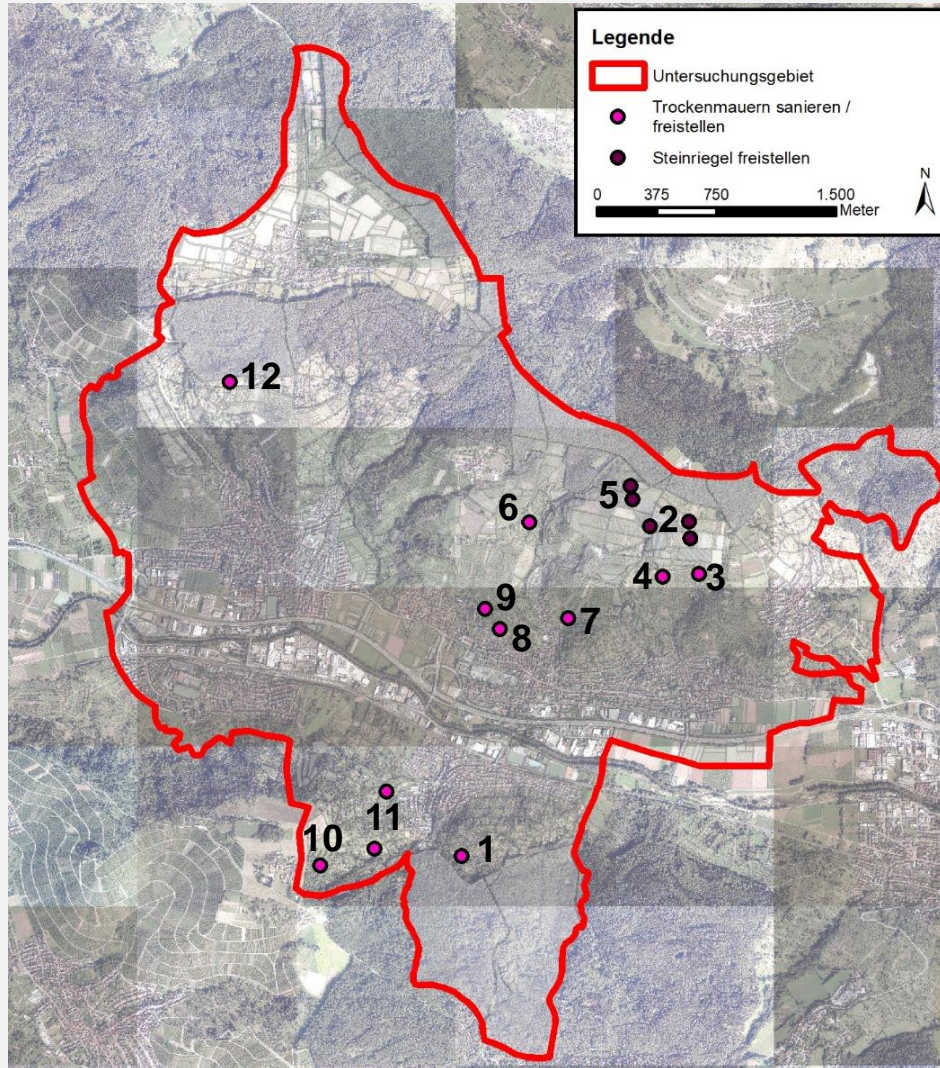 Legende
Untersuchungsgebiet
Trockenmauern sanieren /
freistellen
Steinriegel freistellen
0 375 750 1.500
Meter
N
12
5
2
6
4
3
9
7
8
11
10
1